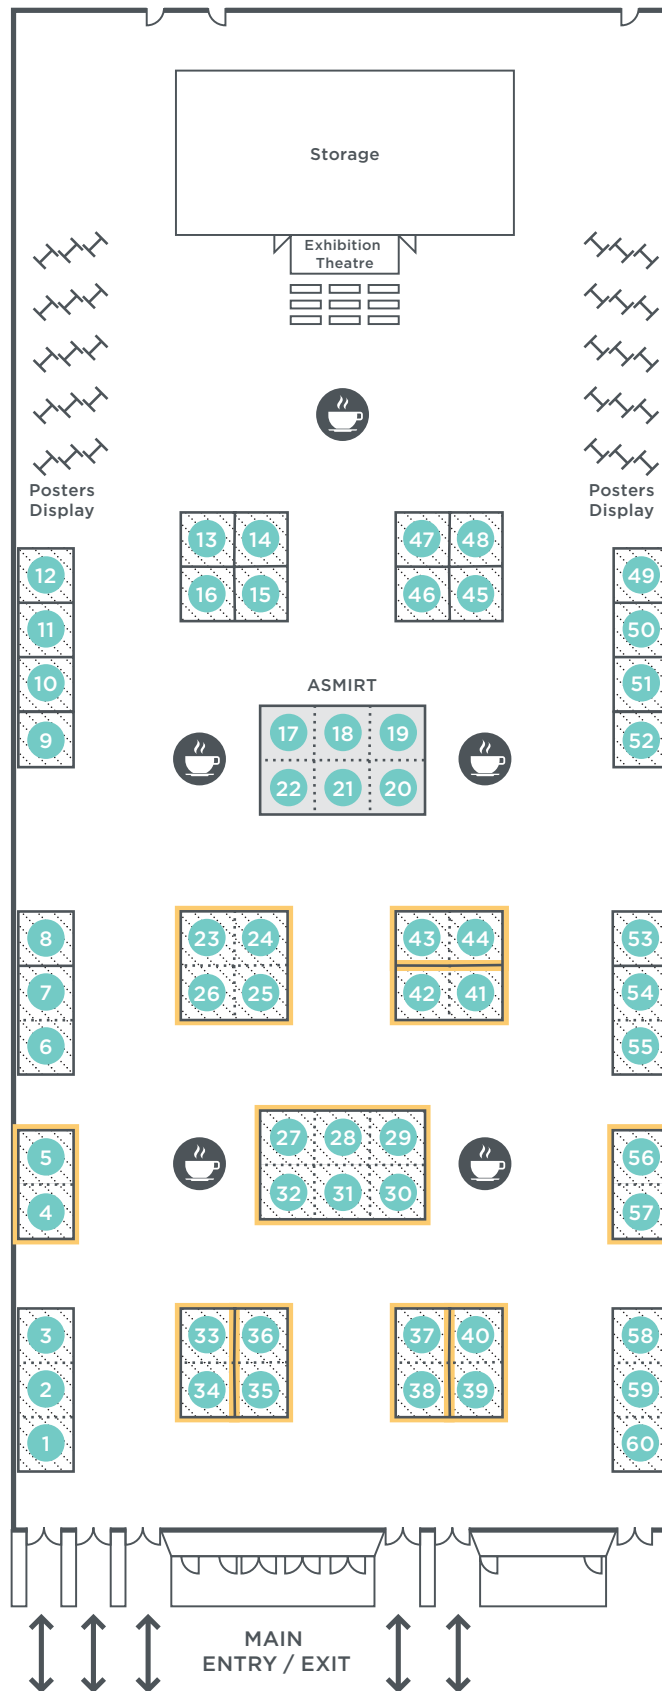 Storage
Exhibition
Theatre
Posters
Display
Posters
Display
13 14 47 48
12 49
16 15 46 45
11 50
ASMIRT
10 51
17 18 19
9 52
22 21 20
23 24 43 44
8 53
26 25 42 41
7 54
6 55
27 28 29
5 56
32 31 30
4 57
33 36 37 40
3 58
34 35 38 39
2 59
1 60
MAIN
ENTRY / EXIT